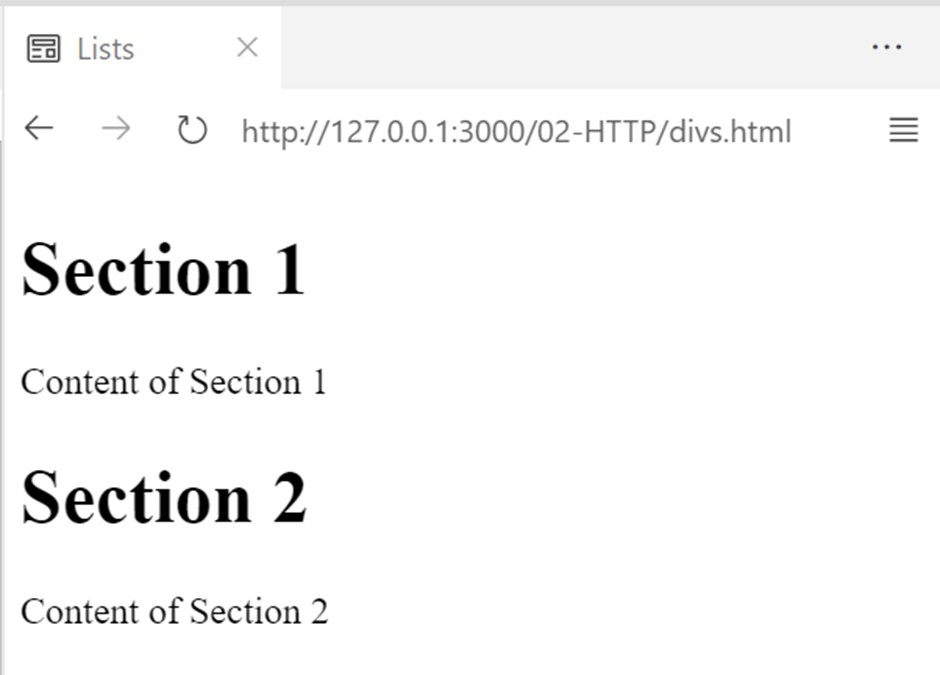 Lists
http://127.0.0.1:3000/02-HTTP/divs.html
Section 1
Content of Section 1
Section 2
Content of Section 2